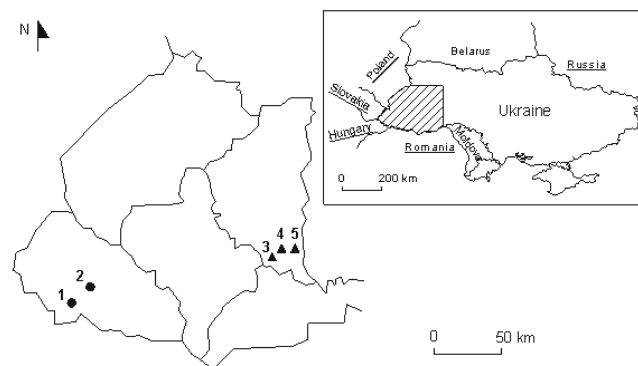 N
Belarus
Russia
Poland
Slovakia
Ukraine
Hungary
Moldova
Romania
0 200 km
4 5
3
2
1
0 50 km